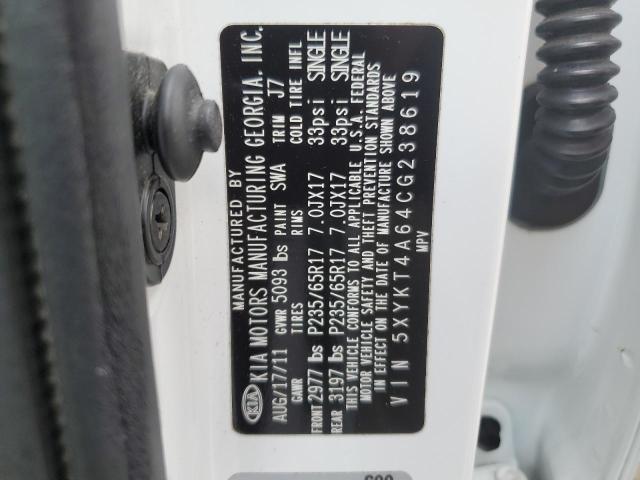 MANUFACTURED BY
KIA KIA MOTORS MANUFACTURING GEORGIA, INC.
AUG/17/11 GVWR 5093 lbs PAINT SWA TRIM J7
GAWR TIRES RIMS COLD TIRE INFL
FRONT 2977 lbs P235/65R17 7.0JX17 33psi SINGLE
REAR 3197 lbs P235/65R17 7.0JX17 33psi SINGLE
THIS VEHICLE CONFORMS TO ALL APPLICABLE U.S.A. FEDERAL
MOTOR VEHICLE SAFETY AND THEFT PREVENTION STANDARDS
IN EFFECT ON THE DATE OF MANUFACTURE SHOWN ABOVE
VIN 5XYKT4A64CG238619
MPV